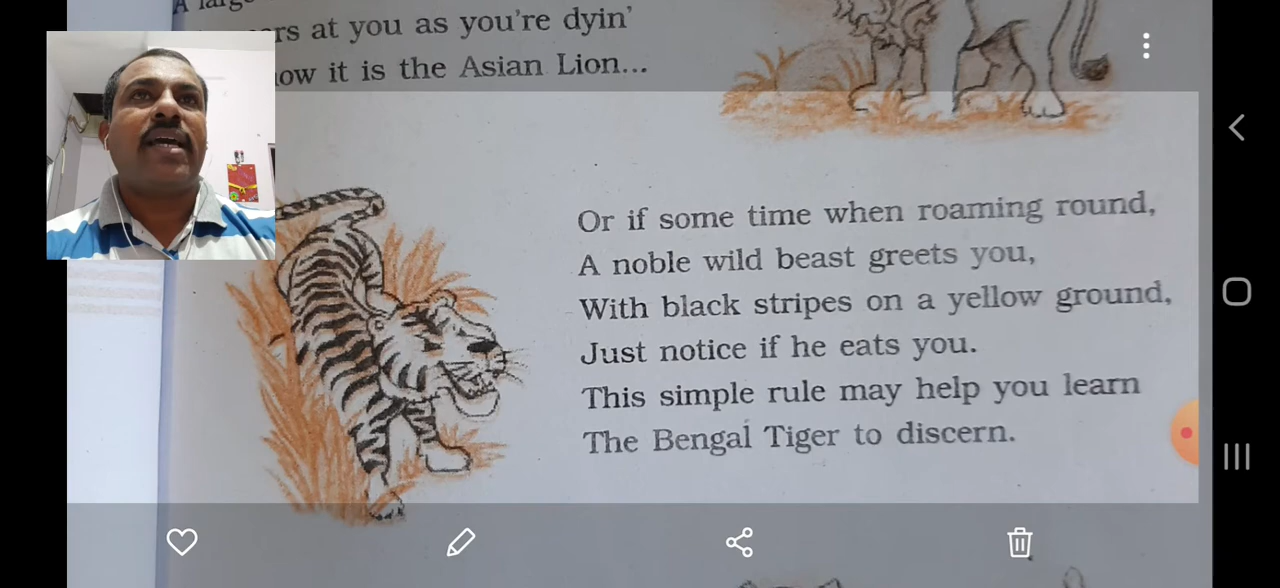 A
at you as you're dyin'
it is the Asian Lion...
Or if some time when roaming round,
A noble wild beast greets you,
With black stripes on a yellow ground,
Just notice if he eats you.
This simple rule may help you learn
The Bengal Tiger to discern.